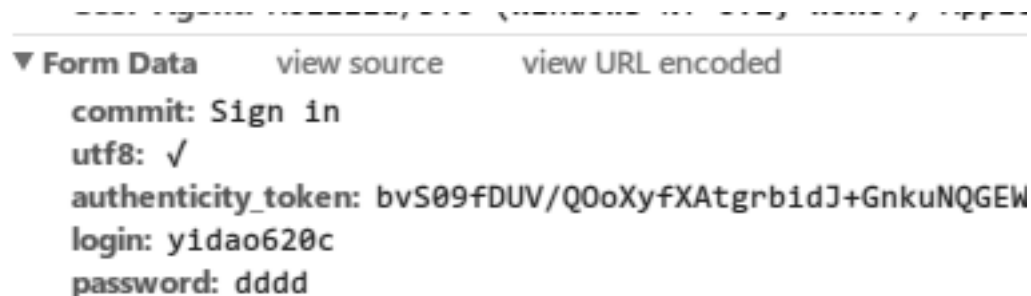 ▼ Form Data view source view URL encoded
commit: Sign in
utf8: √
authenticity_token: bvS09fDUV/QOoXyfXAtgrbidJ+GnkuNQGEW
login: yidao620c
password: dddd